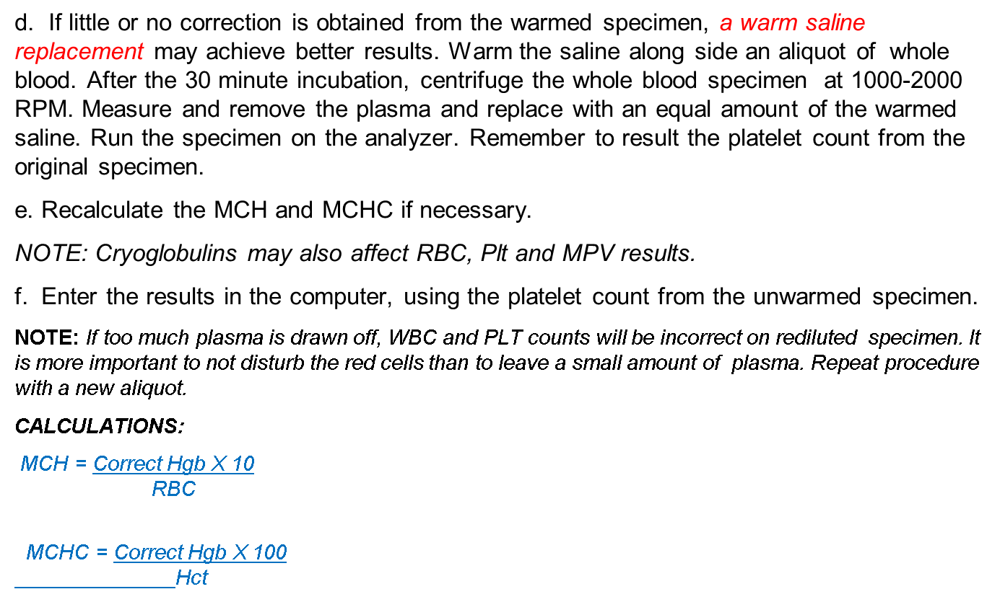 d. If little or no correction is obtained from the warmed specimen, a warm saline
replacement may achieve better results. Warm the saline along side an aliquot of whole
blood. After the 30 minute incubation, centrifuge the whole blood specimen at 1000-2000
RPM. Measure and remove the plasma and replace with an equal amount of the warmed
saline. Run the specimen on the analyzer. Remember to result the platelet count from the
original specimen.
e. Recalculate the MCH and MCHC if necessary.
NOTE: Cryoglobulins may also affect RBC, Plt and MPV results.
f. Enter the results in the computer, using the platelet count from the unwarmed specimen.
NOTE: If too much plasma is drawn off, WBC and PLT counts will be incorrect on rediluted specimen. It
is more important to not disturb the red cells than to leave a small amount of plasma. Repeat procedure
with a new aliquot.
CALCULATIONS:
MCH = Correct Hgb X 10
RBC
MCHC = Correct Hgb X 100
Hct